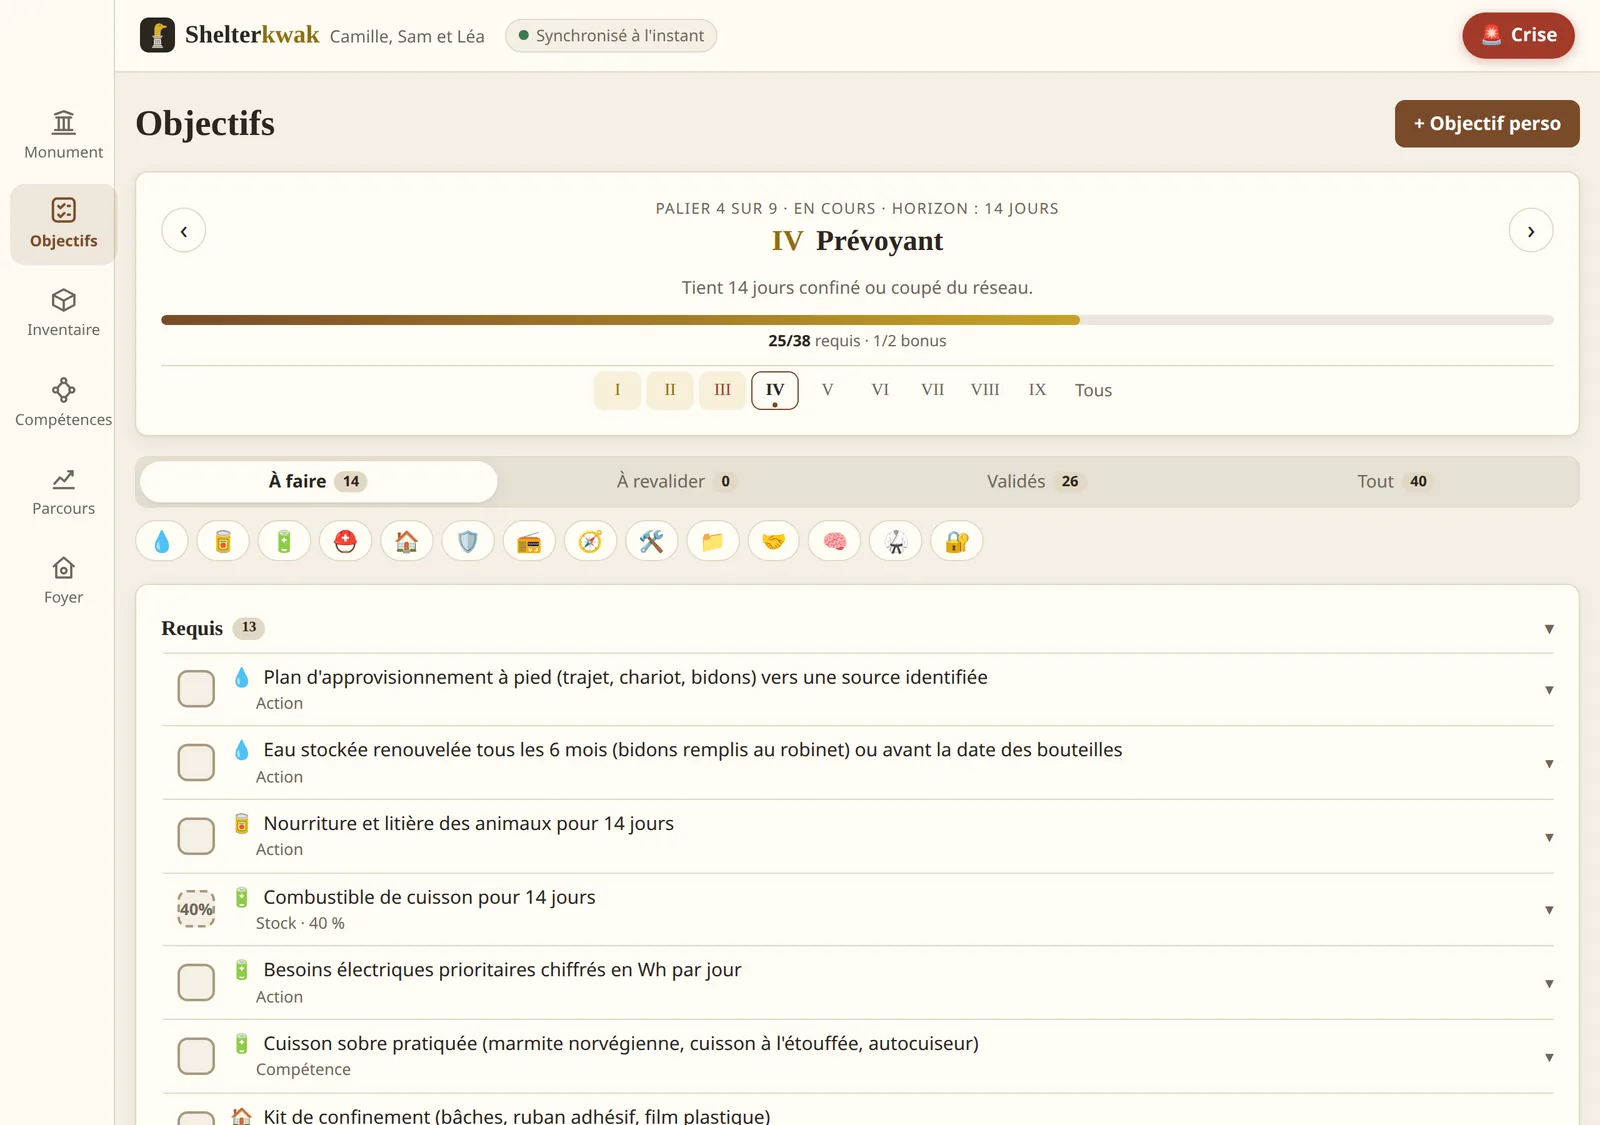 Shelterkwak Camille, Sam et Léa Synchronisé à l'instant Crise
Monument
Objectifs
Inventaire
Compétences
Parcours
Foyer
Objectifs + Objectif perso
PALIER 4 SUR 9 · EN COURS · HORIZON : 14 JOURS
‹ IV Prévoyant ›
Tient 14 jours confiné ou coupé du réseau.
25/38 requis · 1/2 bonus
I II III IV V VI VII VIII IX Tous
À faire 14 À revalider 0 Validés 26 Tout 40
Requis 13
Plan d'approvisionnement à pied (trajet, chariot, bidons) vers une source identifiée
Action
Eau stockée renouvelée tous les 6 mois (bidons remplis au robinet) ou avant la date des bouteilles
Action
Nourriture et litière des animaux pour 14 jours
Action
40% Combustible de cuisson pour 14 jours
Stock · 40 %
Besoins électriques prioritaires chiffrés en Wh par jour
Action
Cuisson sobre pratiquée (marmite norvégienne, cuisson à l'étouffée, autocuiseur)
Compétence
Kit de confinement (bâches, ruban adhésif, film plastique)